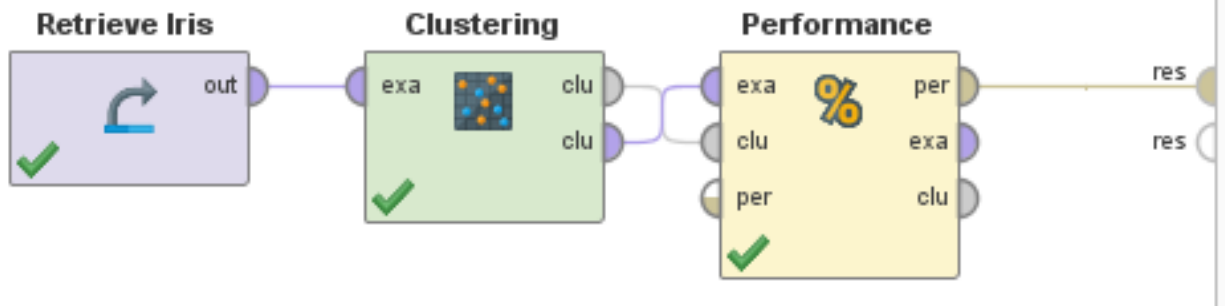 Retrieve Iris
Clustering
Performance
out
exa
clu
clu
exa
clu
per
per
exa
clu
res
res